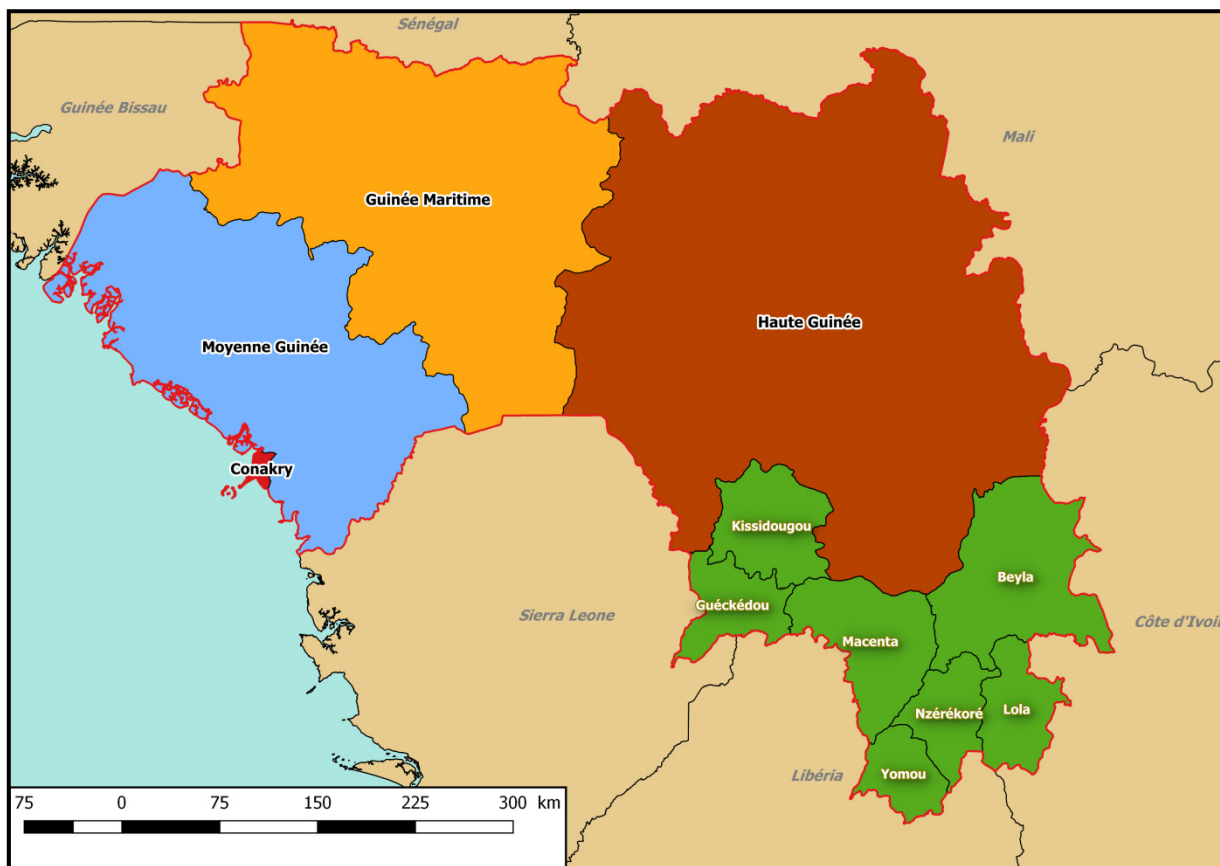 Sénégal
Guinée Bissau
Mali
Guinée Maritime
Haute Guinée
Moyenne Guinée
Conakry
Kissidougou
Beyla
Guéckédou
Sierra Leone
Côte d'Ivoir
Macenta
Nzérékoré
Lola
Libéria
Yomou
75 0 75 150 225 300 km